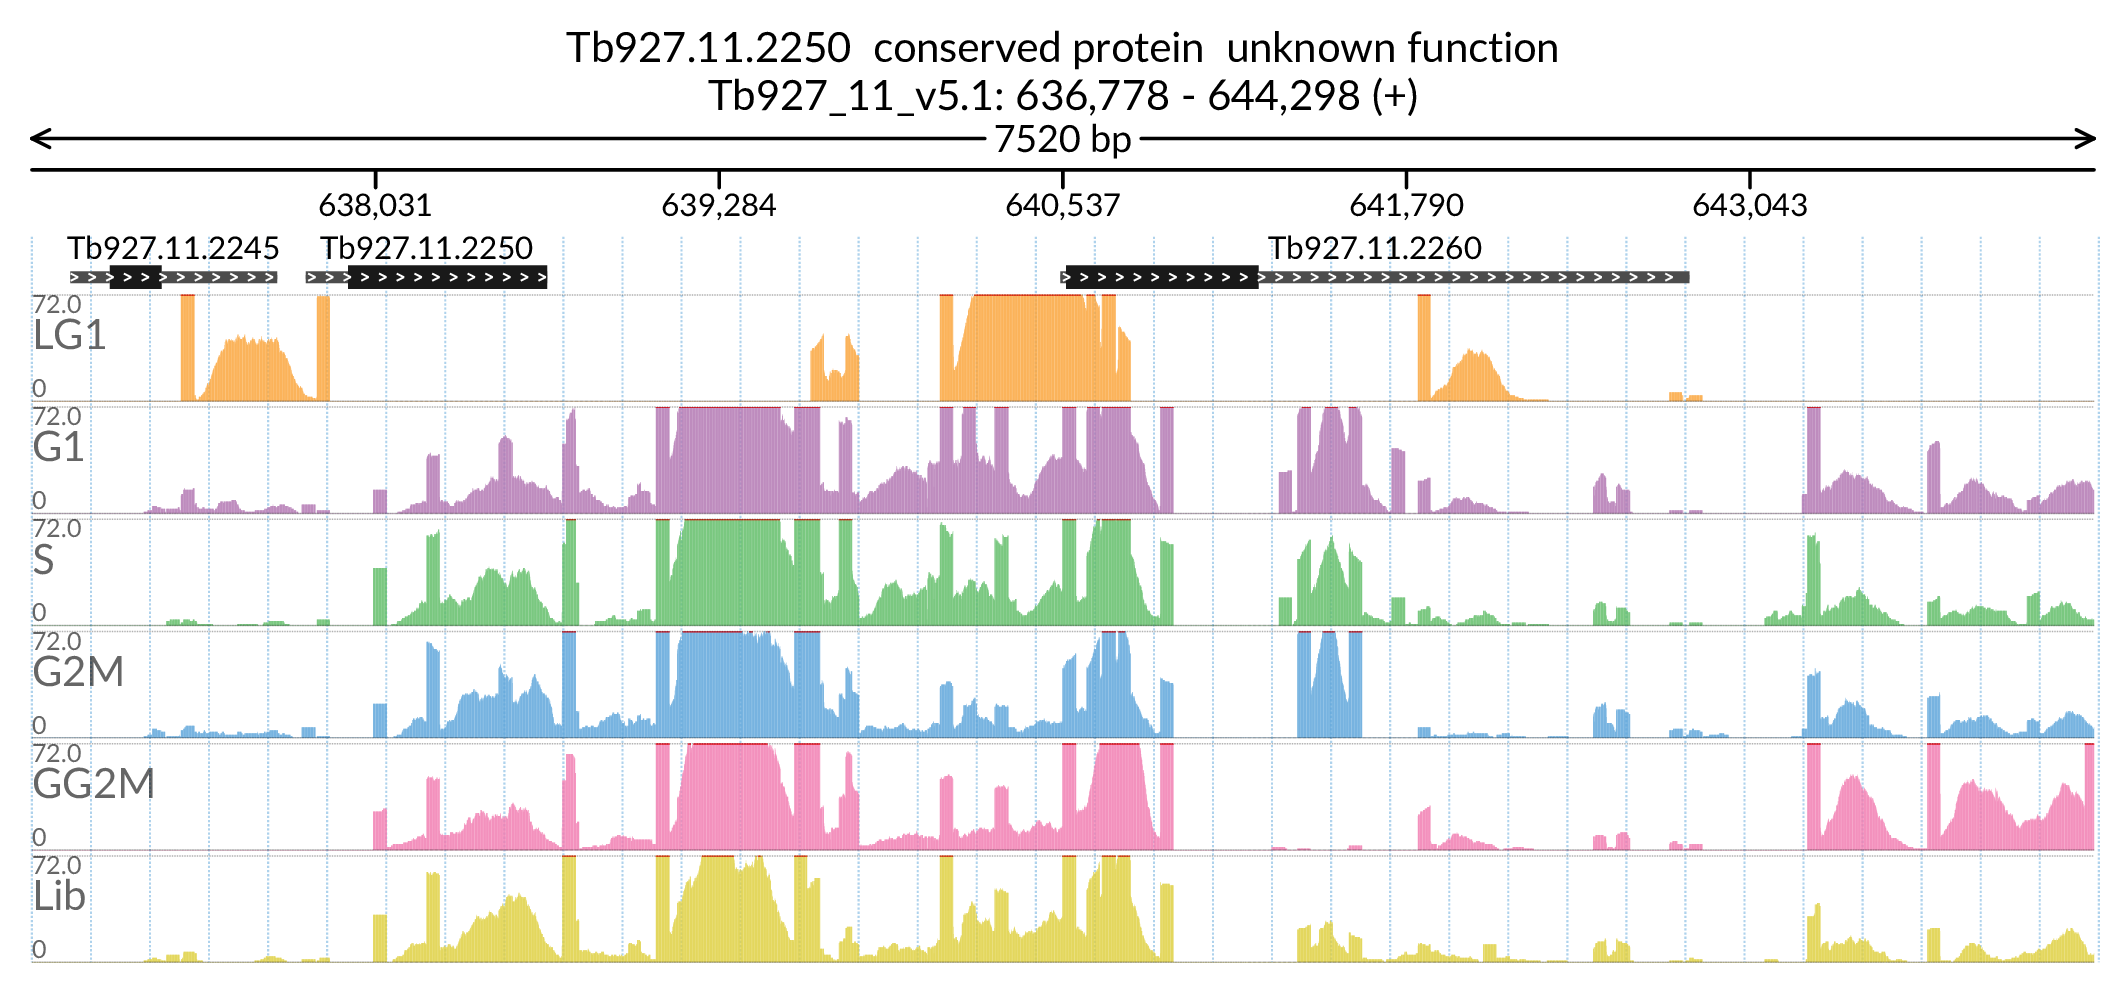 Tb927.11.2250  conserved protein  unknown function
Tb927_11_v5.1: 636,778 - 644,298 (+)
7520 bp
638,031 639,284 640,537 641,790 643,043
Tb927.11.2245 Tb927.11.2250 Tb927.11.2260
72.0
LG1
0
72.0
G1
0
72.0
S
0
72.0
G2M
0
72.0
GG2M
0
72.0
Lib
0